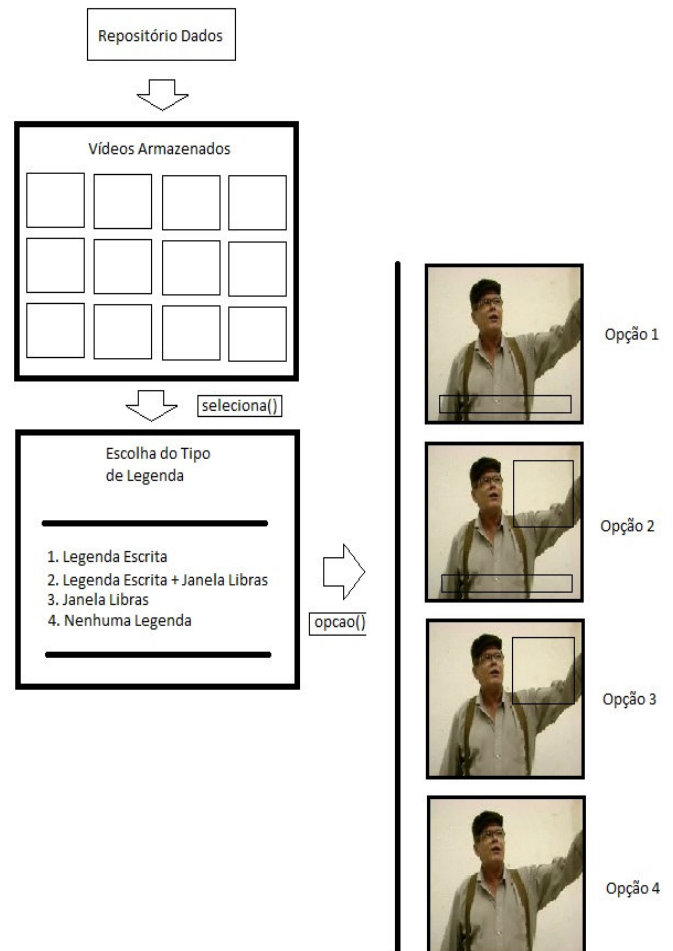 Repositório Dados
Vídeos Armazenados
seleciona()
Escolha do Tipo
de Legenda
1. Legenda Escrita
2. Legenda Escrita + Janela Libras
3. Janela Libras
4. Nenhuma Legenda
opcao()
Opção 1
Opção 2
Opção 3
Opção 4